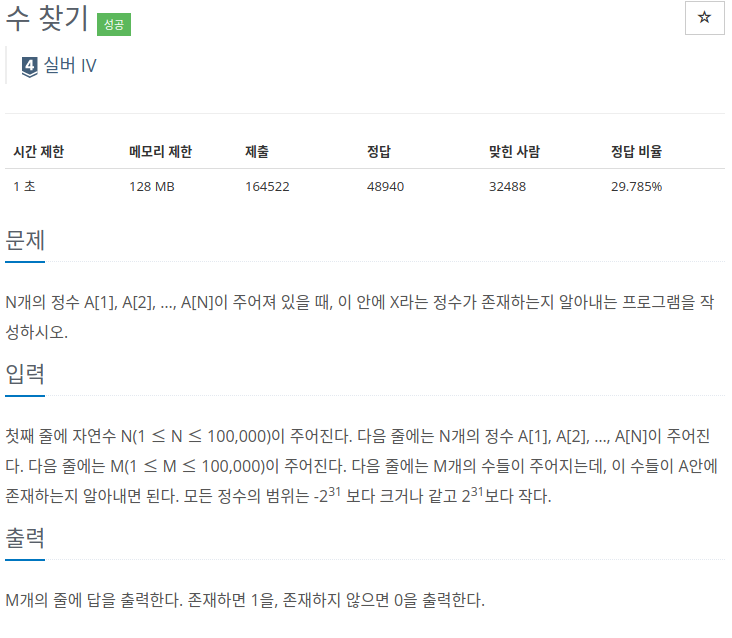 수 찾기 성공
☆
4 실버 IV
시간 제한 메모리 제한 제출 정답 맞힌 사람 정답 비율
1 초 128 MB 164522 48940 32488 29.785%
문제
N개의 정수 A[1], A[2], …, A[N]이 주어져 있을 때, 이 안에 X라는 정수가 존재하는지 알아내는 프로그램을 작
성하시오.
입력
첫째 줄에 자연수 N(1 ≤ N ≤ 100,000)이 주어진다. 다음 줄에는 N개의 정수 A[1], A[2], …, A[N]이 주어진
다. 다음 줄에는 M(1 ≤ M ≤ 100,000)이 주어진다. 다음 줄에는 M개의 수들이 주어지는데, 이 수들이 A안에
존재하는지 알아내면 된다. 모든 정수의 범위는 -2³¹ 보다 크거나 같고 2³¹보다 작다.
출력
M개의 줄에 답을 출력한다. 존재하면 1을, 존재하지 않으면 0을 출력한다.